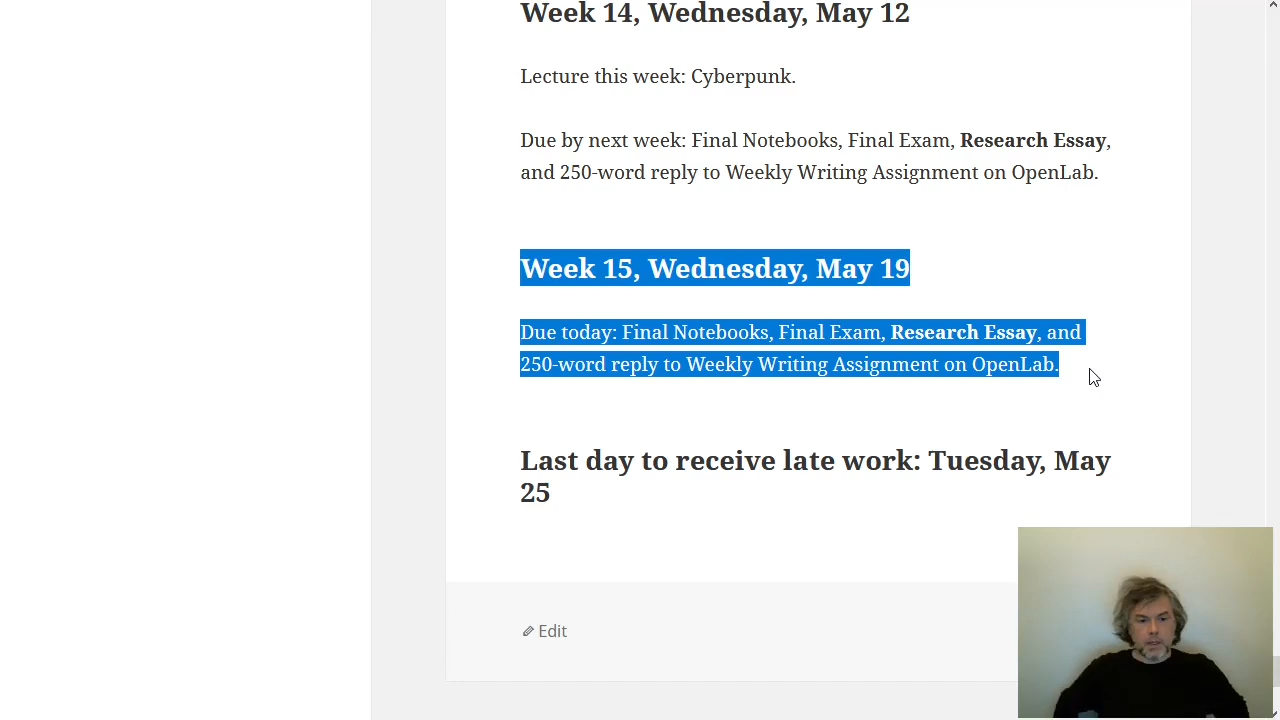 Week 14, Wednesday, May 12
Lecture this week: Cyberpunk.
Due by next week: Final Notebooks, Final Exam, Research Essay,
and 250-word reply to Weekly Writing Assignment on OpenLab.
Week 15, Wednesday, May 19
Due today: Final Notebooks, Final Exam, Research Essay, and
250-word reply to Weekly Writing Assignment on OpenLab.
Last day to receive late work: Tuesday, May
25
Edit